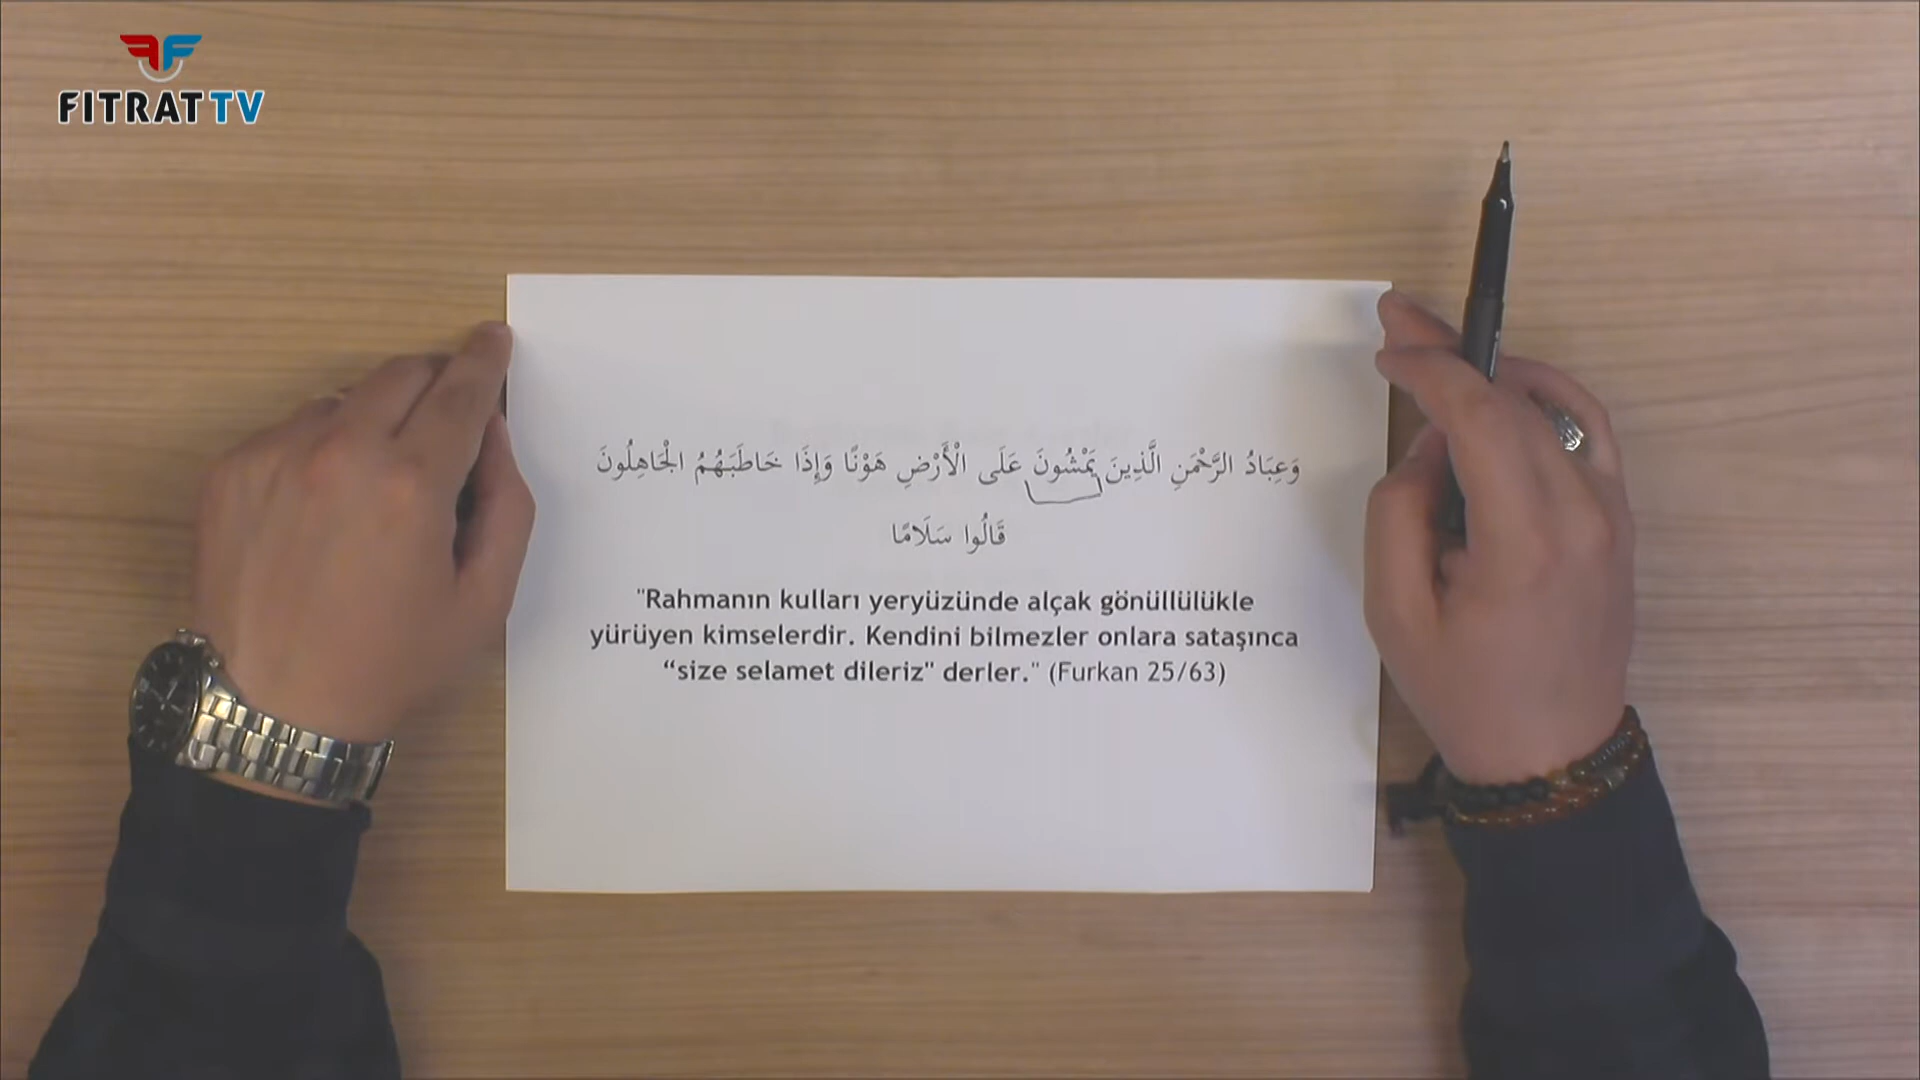 FITRAT TV
وَعِبَادُ الرَّحْمَنِ الَّذِينَ يَمْشُونَ عَلَى الْأَرْضِ هَوْنًا وَإِذَا خَاطَبَهُمُ الْجَاهِلُونَ
قَالُوا سَلَامًا
"Rahmanın kulları yeryüzünde alçak gönüllülükle
yürüyen kimselerdir. Kendini bilmezler onlara sataşınca
“size selamet dileriz" derler." (Furkan 25/63)